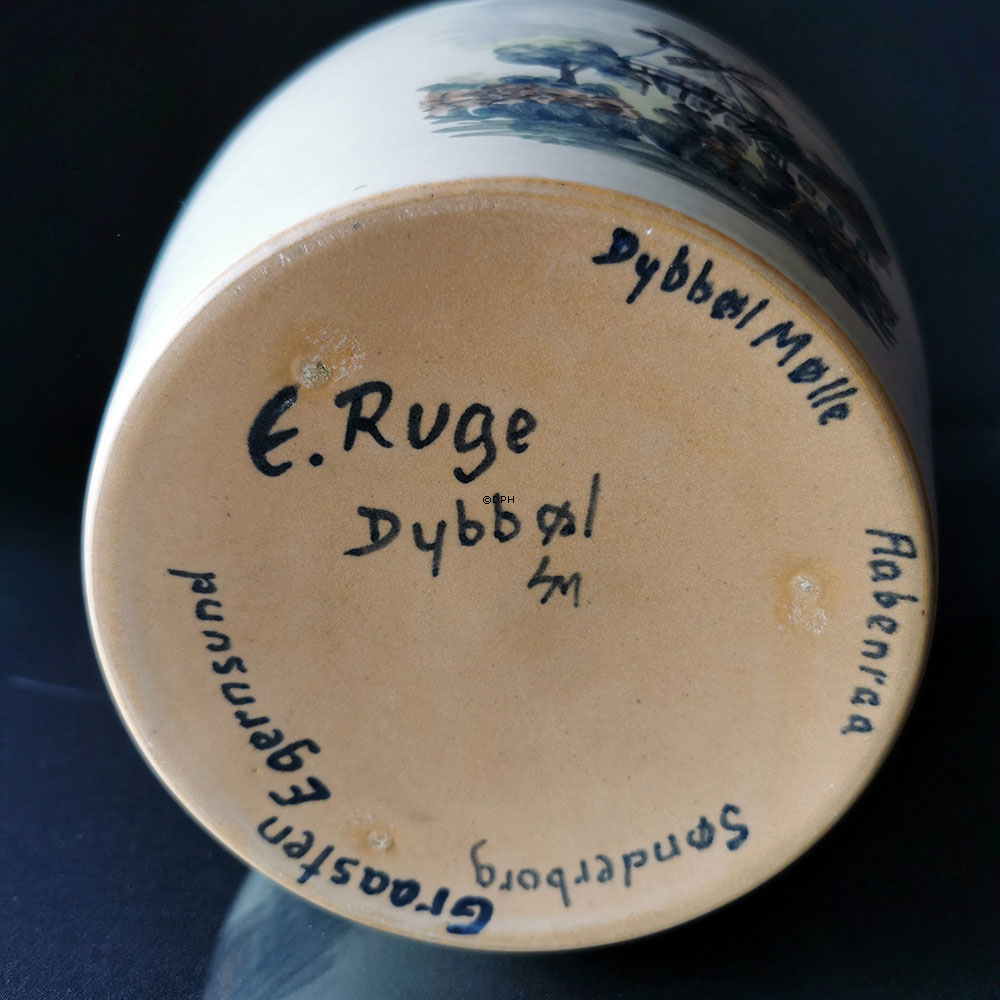 Dybbøl Mølle
E. Ruge
©DPH
Dybbøl
Aabenraa
Sønderborg
Graasten Egernsund